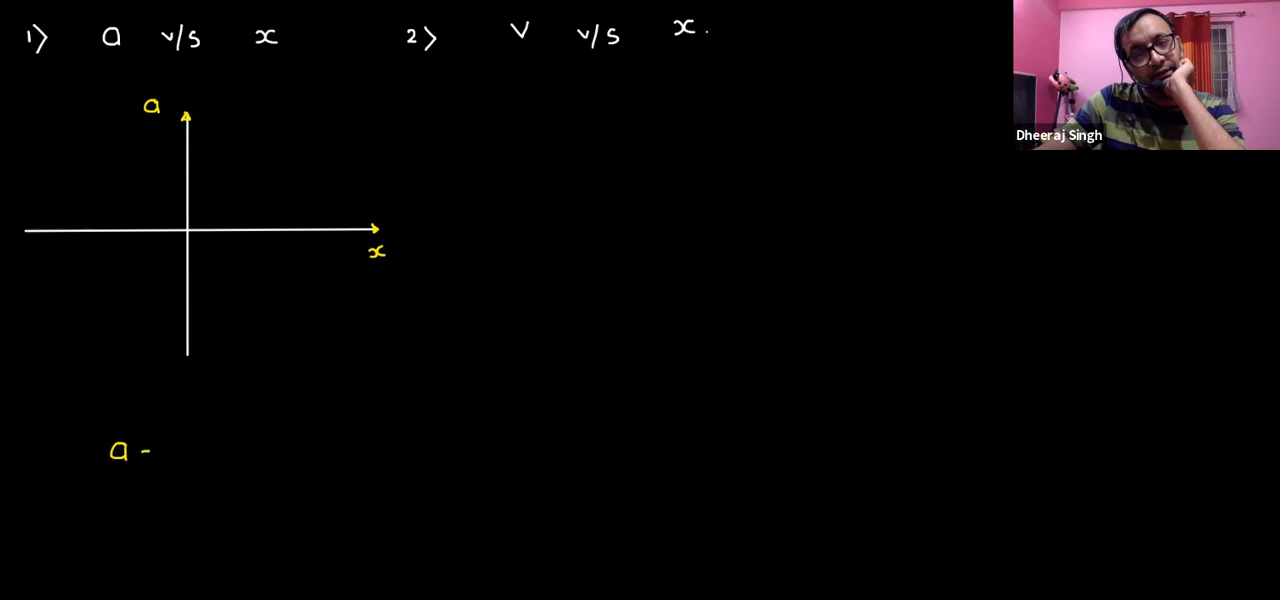 1) a v/s x
2) v v/s x.
a
x
a -
Dheeraj Singh